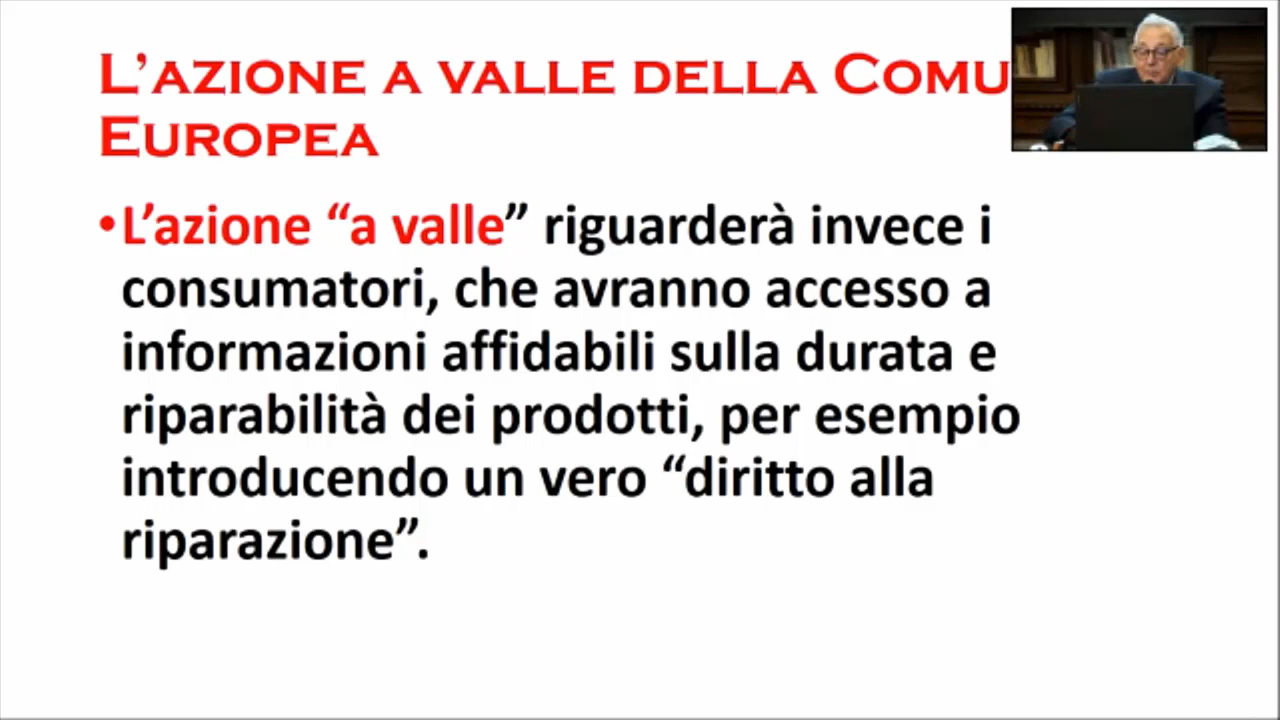 L’AZIONE A VALLE DELLA COMU
EUROPEA
•L’azione “a valle” riguarderà invece i
consumatori, che avranno accesso a
informazioni affidabili sulla durata e
riparabilità dei prodotti, per esempio
introducendo un vero “diritto alla
riparazione”.